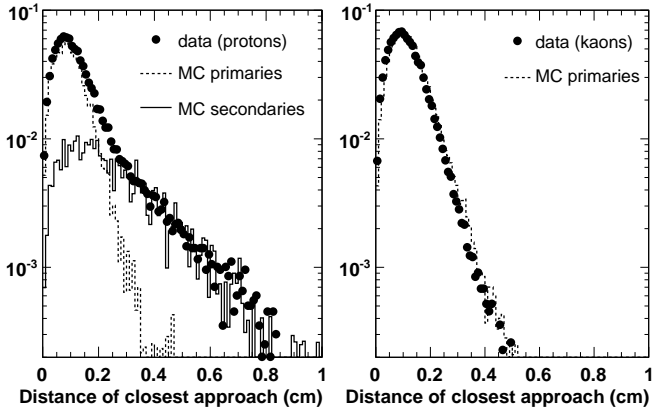 10⁻¹
10⁻²
10⁻³
data (protons)
MC primaries
MC secondaries
0 0.2 0.4 0.6 0.8 1
Distance of closest approach (cm)
10⁻¹
10⁻²
10⁻³
data (kaons)
MC primaries
0 0.2 0.4 0.6 0.8 1
Distance of closest approach (cm)